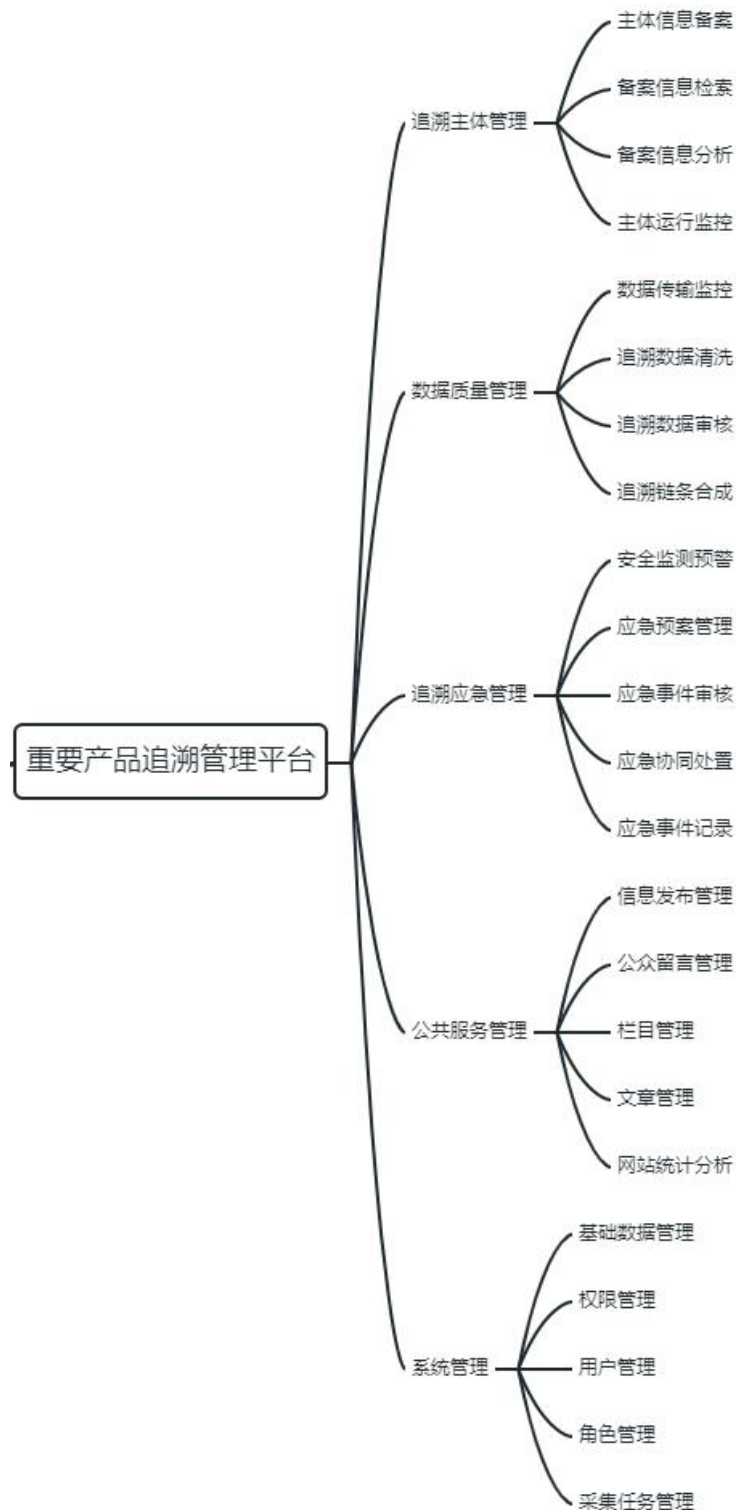 重要产品追溯管理平台
追溯主体管理
主体信息备案
备案信息检索
备案信息分析
主体运行监控
数据质量管理
数据传输监控
追溯数据清洗
追溯数据审核
追溯链条合成
追溯应急管理
安全监测预警
应急预案管理
应急事件审核
应急协同处置
应急事件记录
公共服务管理
信息发布管理
公众留言管理
栏目管理
文章管理
网站统计分析
系统管理
基础数据管理
权限管理
用户管理
角色管理
采集任务管理